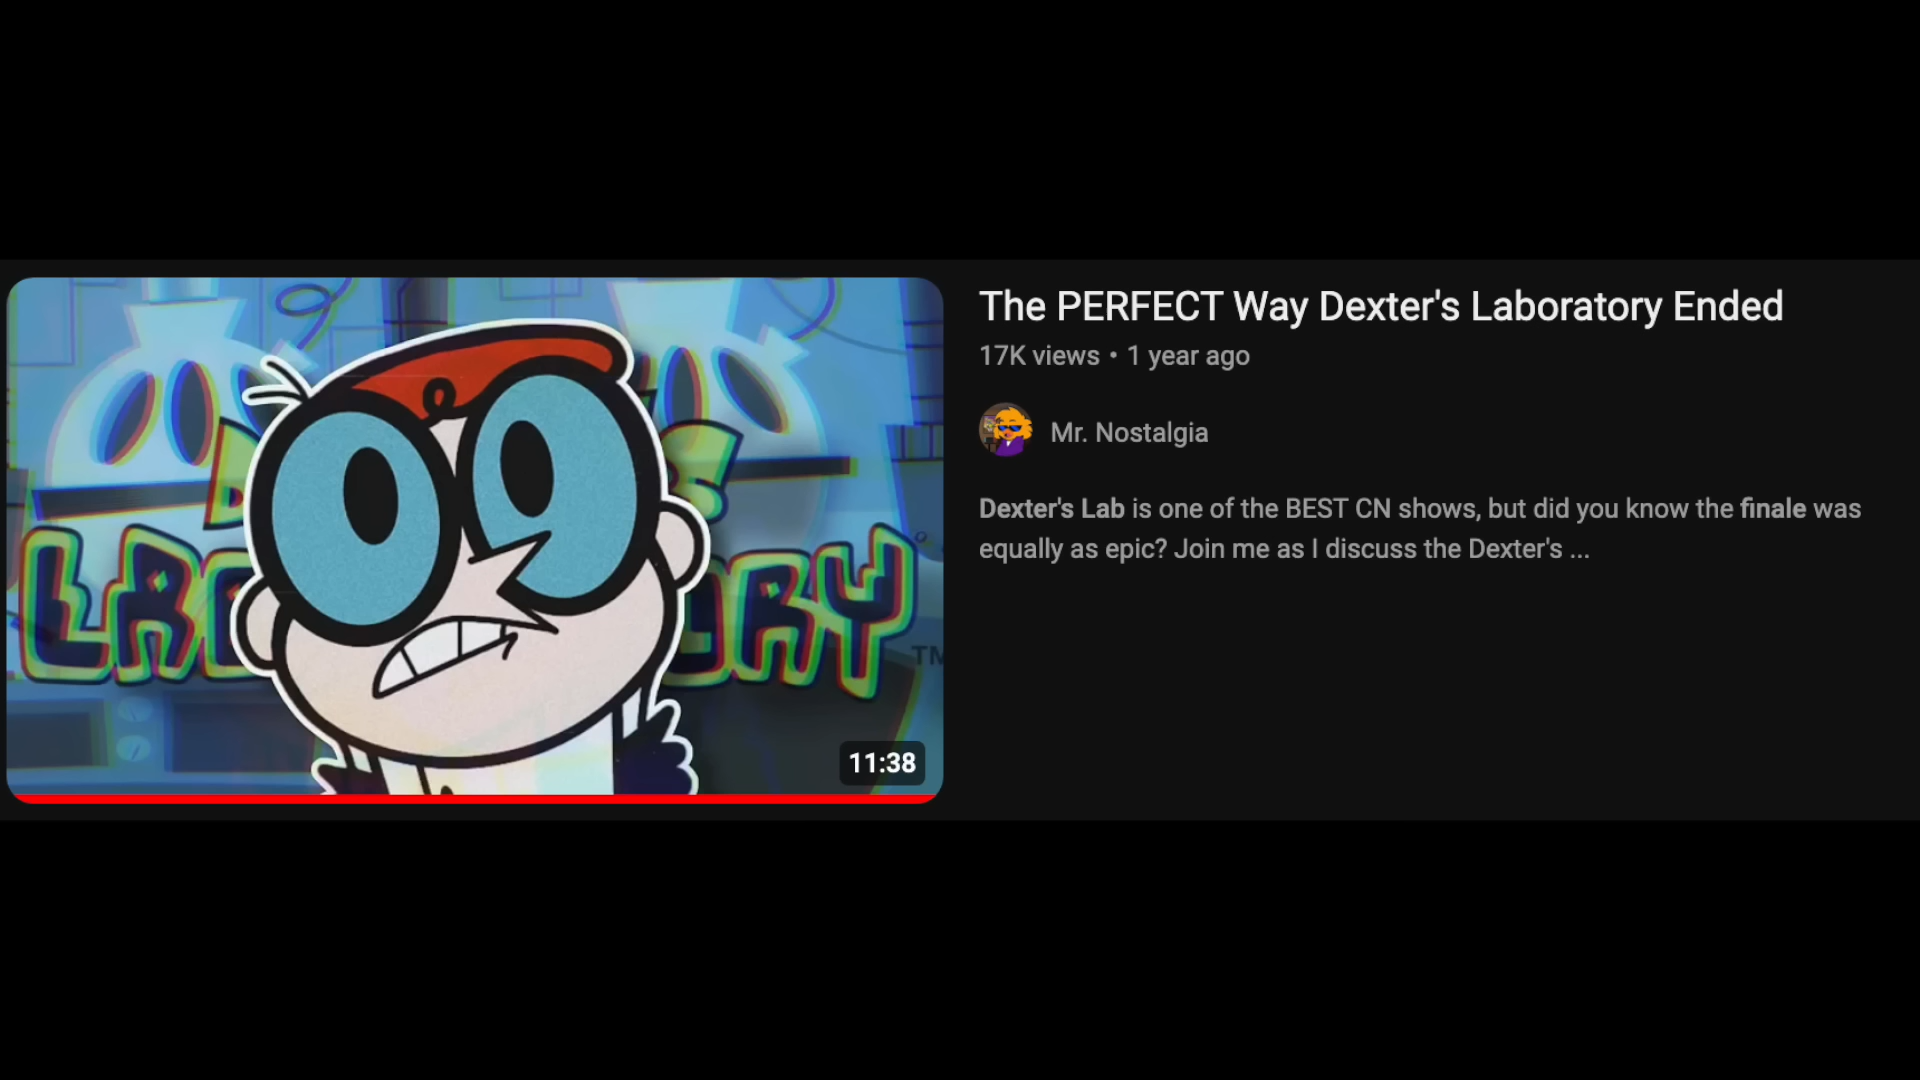 The PERFECT Way Dexter's Laboratory Ended
17K views • 1 year ago
Mr. Nostalgia
Dexter's Lab is one of the BEST CN shows, but did you know the finale was
equally as epic? Join me as I discuss the Dexter's ...
11:38
TM